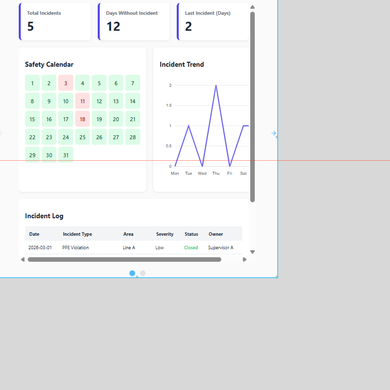 Total Incidents
5
Days Without Incident
12
Last Incident (Days)
2
Safety Calendar
1 2 3 4 5 6 7
8 9 10 11 12 13 14
15 16 17 18 19 20 21
22 23 24 25 26 27 28
29 30 31
Incident Trend
2
1.5
1
0.5
0
Mon Tue Wed Thu Fri Sat
Incident Log
Date Incident Type Area Severity Status Owner
2026-03-01 PPE Violation Line A Low Closed Supervisor A